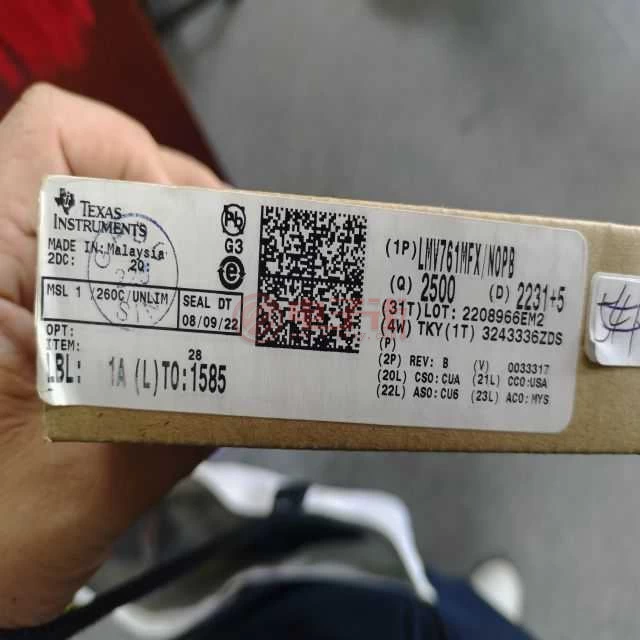 TEXAS
INSTRUMENTS
MADE IN: Malaysia
2DC: 20:
MSL 1 /260C/UNLIM
SEAL DT
08/09/22
OPT:
ITEM:
28
LBL: 1A (L)TO:1585
Pb
G3
e
(1P) LMV761MFX/NOPB
(Q) 2500 (D) 2231+5
(31T)LOT: 2208966EM2
(4W) TKY(1T) 3243336ZDS
(P)
(2P) REV: B (V) 0033317
(20L) CSO: CUA (21L) CCO:USA
(22L) ASO: CU6 (23L) ACO: MYS